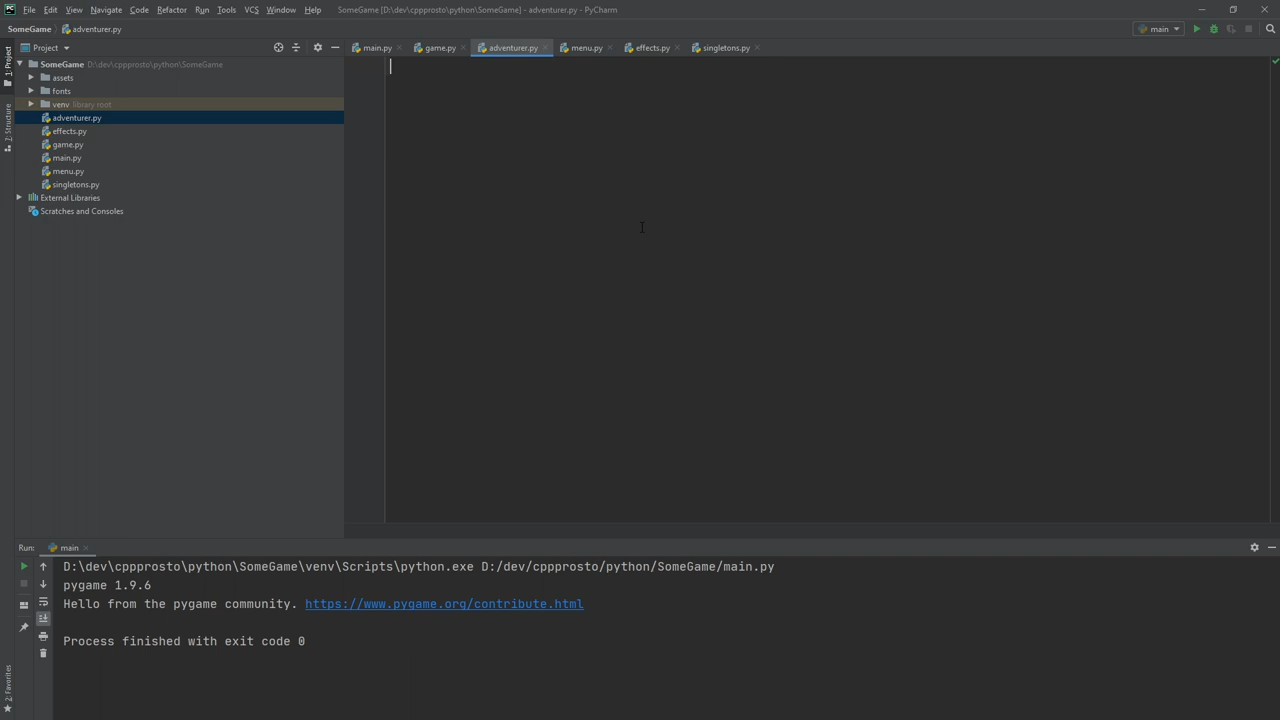 File Edit View Navigate Code Refactor Run Tools VCS Window Help SomeGame [D:\dev\cppprosto\python\SomeGame] - adventurer.py - PyCharm
SomeGame adventurer.py main
Project main.py game.py adventurer.py menu.py effects.py singletons.py
1: Project
SomeGame D:\dev\cppprosto\python\SomeGame
assets
fonts
venv library root
7: Structure
adventurer.py
effects.py
game.py
main.py
menu.py
singletons.py
External Libraries
Scratches and Consoles
Run: main
D:\dev\cppprosto\python\SomeGame\venv\Scripts\python.exe D:/dev/cppprosto/python/SomeGame/main.py
pygame 1.9.6
Hello from the pygame community. https://www.pygame.org/contribute.html
Process finished with exit code 0
2: Favorites